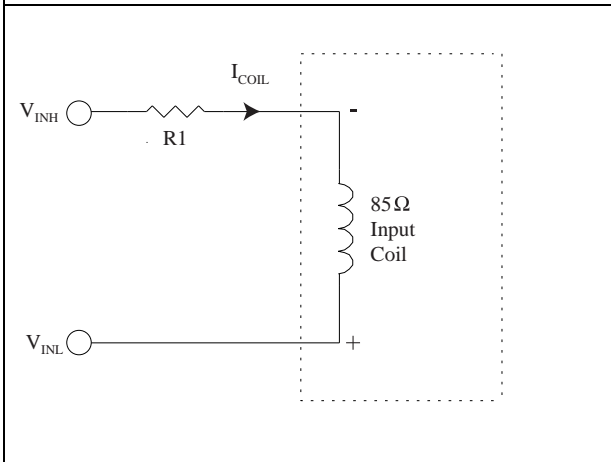 I_COIL
V_INH
R1
-
85Ω
Input
Coil
V_INL
+